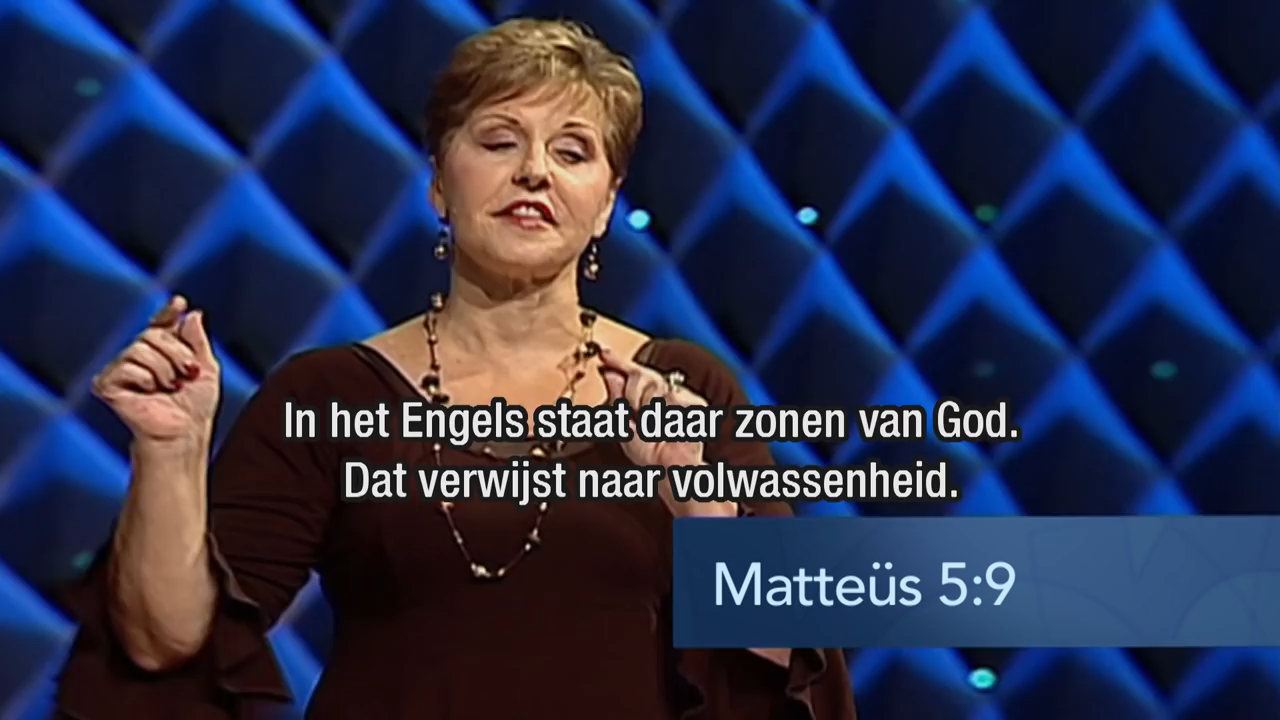 In het Engels staat daar zonen van God.
Dat verwijst naar volwassenheid.
Matteüs 5:9